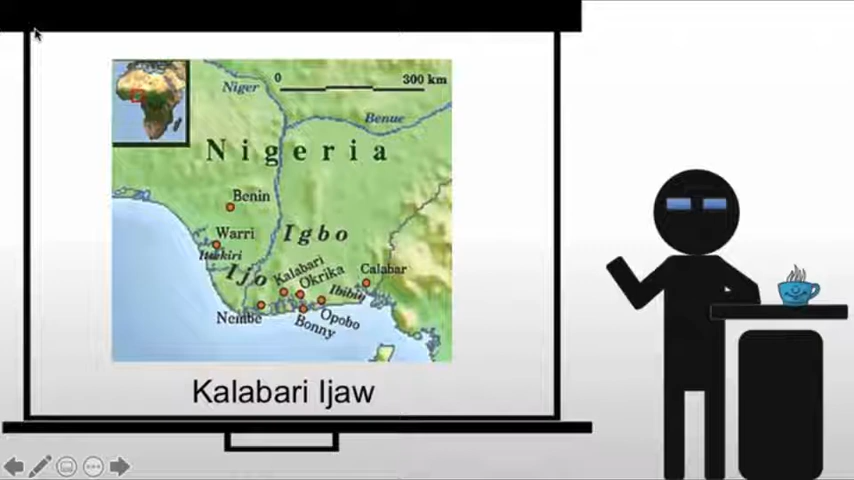 0 300 km
Niger
Benue
Nigeria
Benin
Warri
Igbo
Itsekiri
Ijo
Kalabari
Okrika
Calabar
Ibibio
Nembe
Opobo
Bonny
Kalabari Ijaw